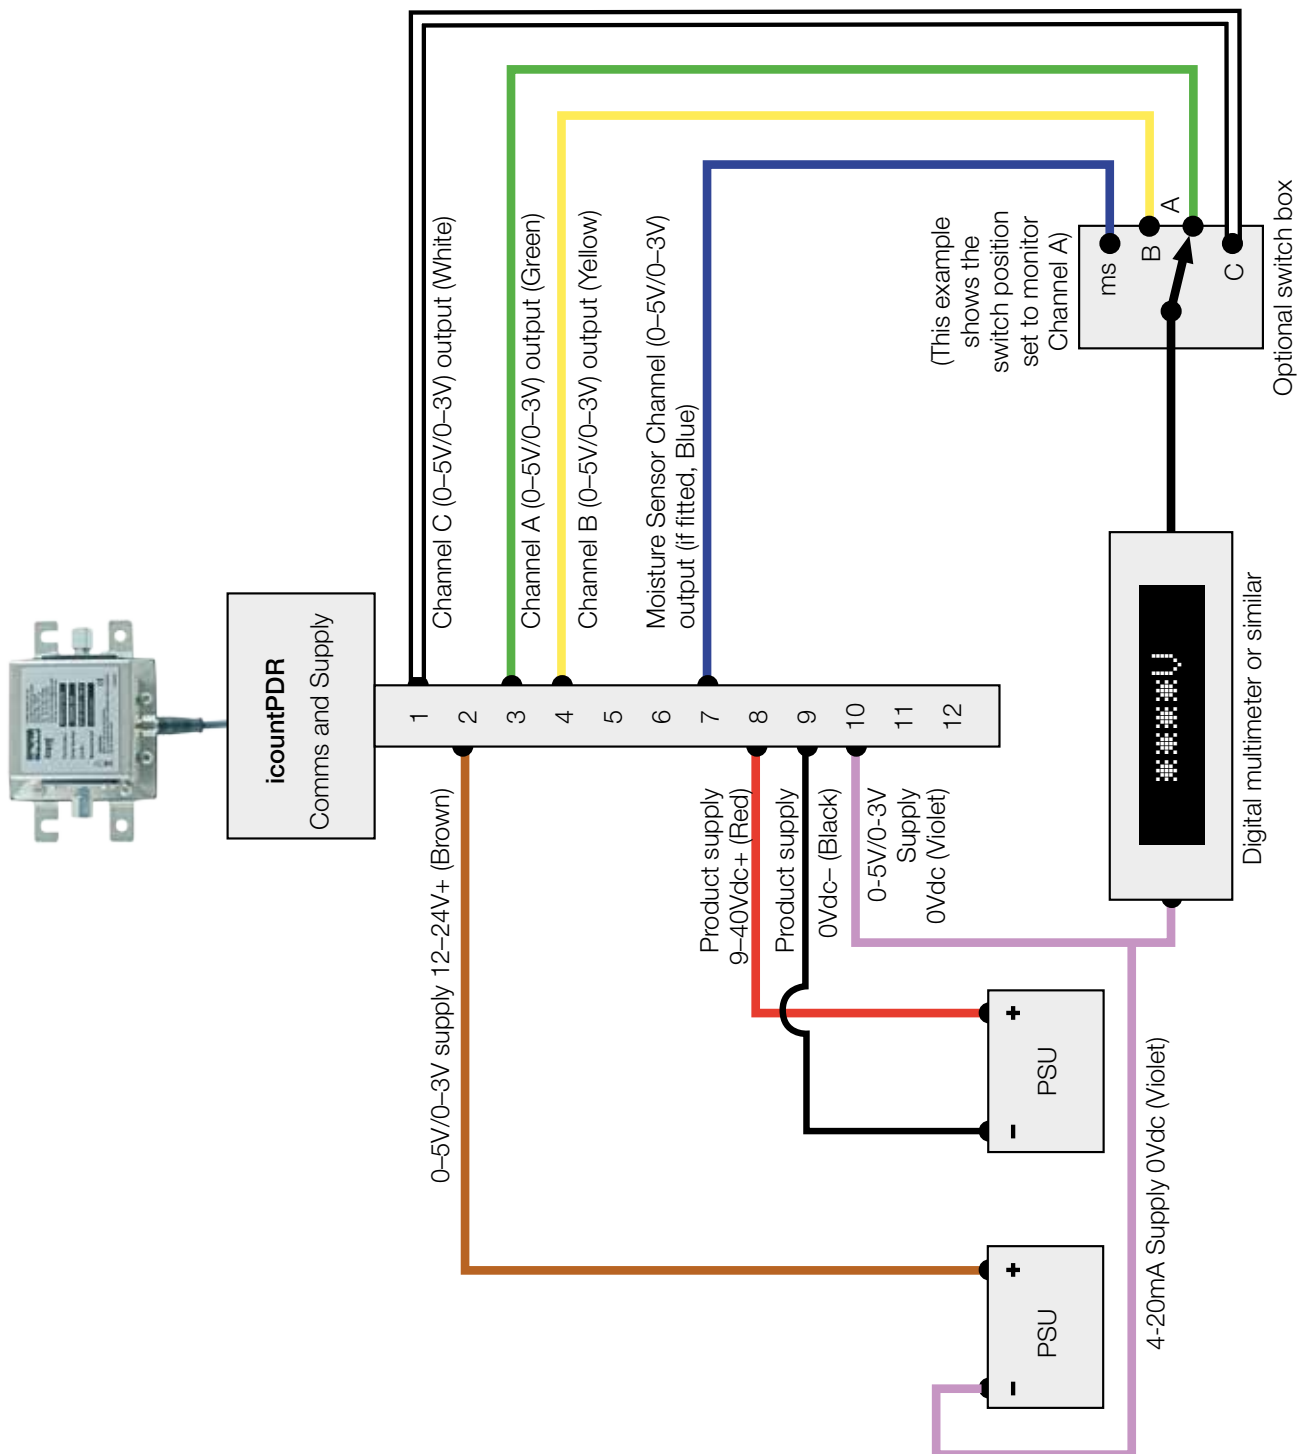 icountPDR
Comms and Supply
1
2
3
4
5
6
7
8
9
10
11
12
Channel C (0–5V/0–3V) output (White)
Channel A (0–5V/0–3V) output (Green)
Channel B (0–5V/0–3V) output (Yellow)
Moisture Sensor Channel (0–5V/0–3V)
output (if fitted, Blue)
0–5V/0–3V supply 12–24V+ (Brown)
Product supply
9–40Vdc+ (Red)
Product supply
0Vdc– (Black)
0-5V/0-3V
Supply
0Vdc (Violet)
(This example
shows the
switch position
set to monitor
Channel A)
ms
B
A
C
Optional switch box
****V
Digital multimeter or similar
+
–
PSU
+
–
PSU
4-20mA Supply 0Vdc (Violet)